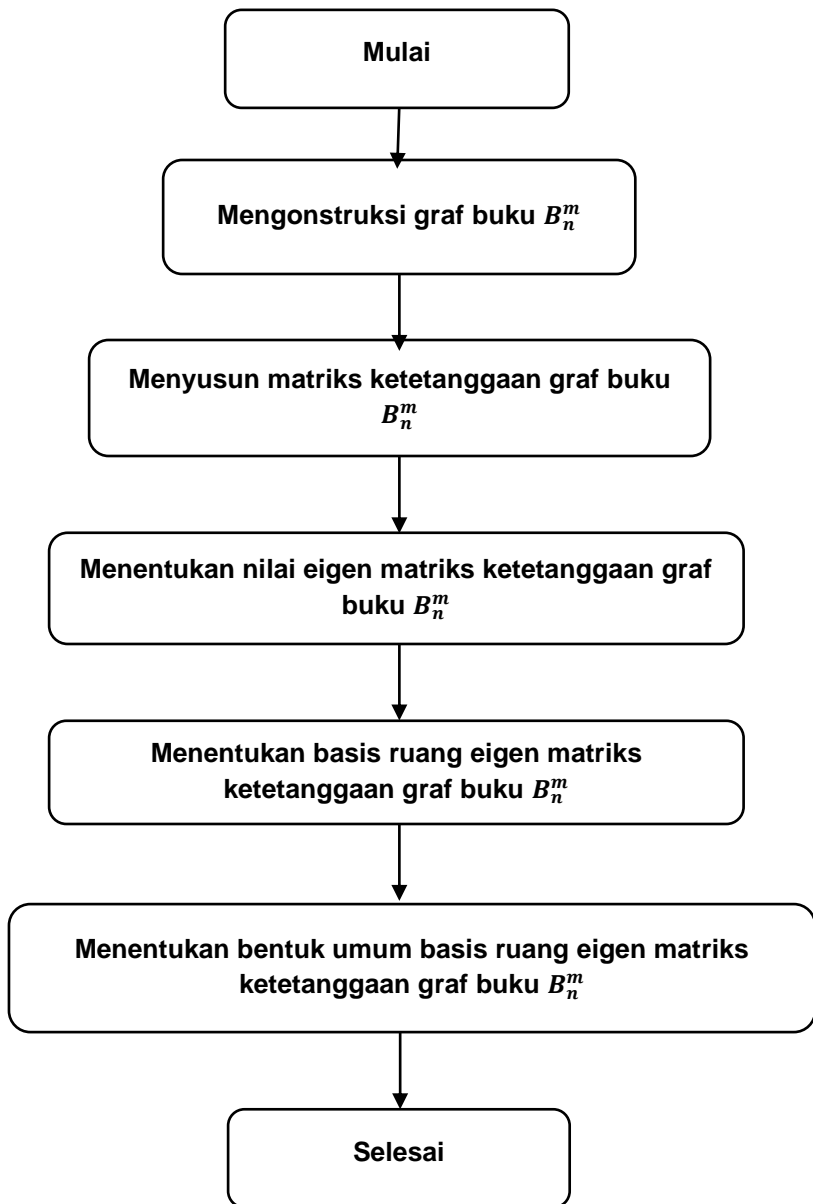 Mulai
Mengonstruksi graf buku $B_n^m$
Menyusun matriks ketetanggaan graf buku
$B_n^m$
Menentukan nilai eigen matriks ketetanggaan graf
buku $B_n^m$
Menentukan basis ruang eigen matriks
ketetanggaan graf buku $B_n^m$
Menentukan bentuk umum basis ruang eigen matriks
ketetanggaan graf buku $B_n^m$
Selesai